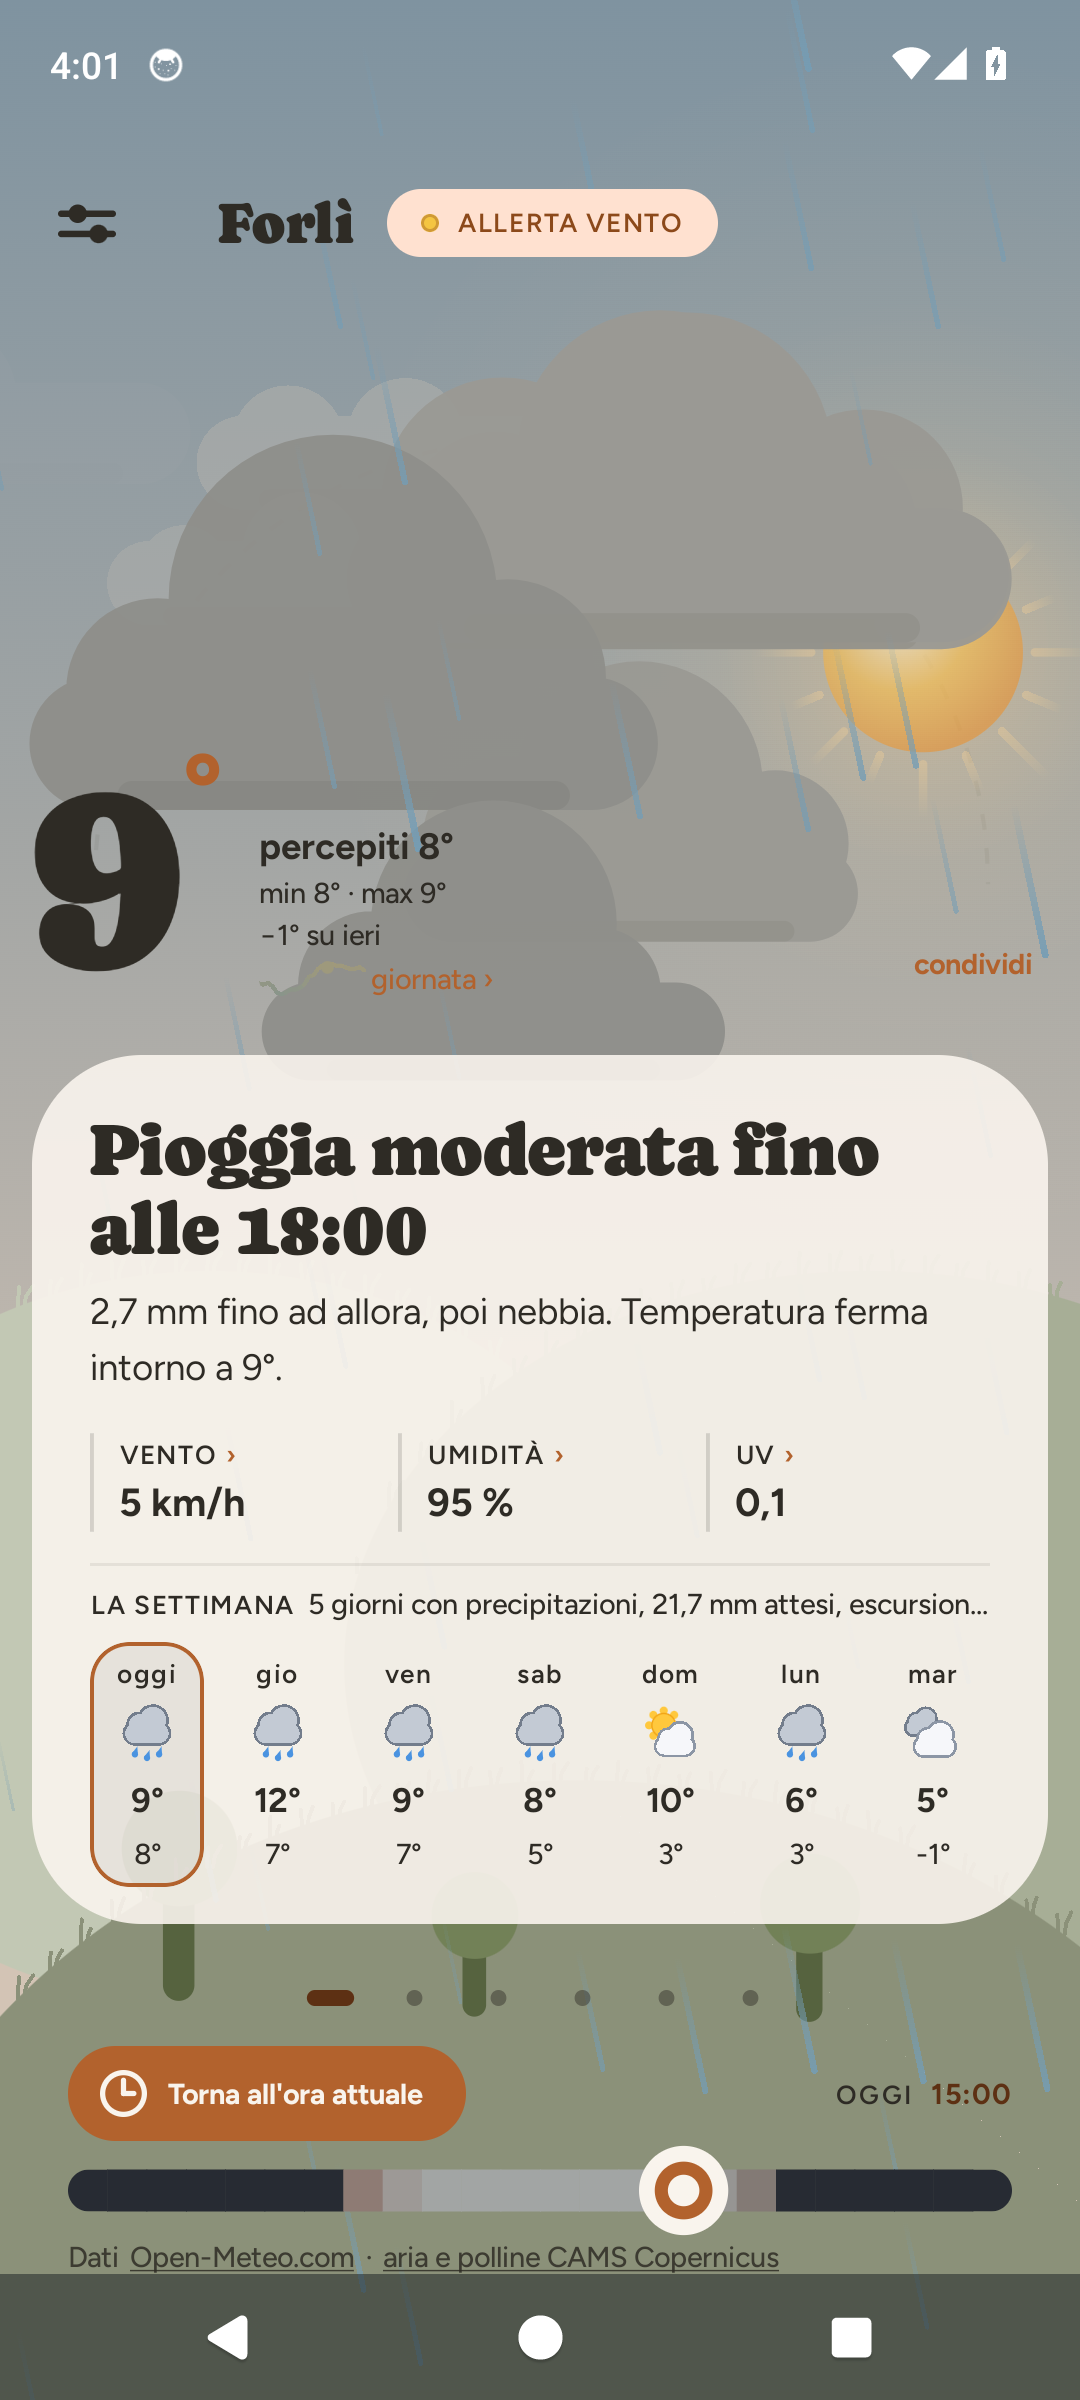 4:01
Forlì
ALLERTA VENTO
9°
percepiti 8°
min 8° · max 9°
−1° su ieri
giornata ›
condividi
Pioggia moderata fino
alle 18:00
2,7 mm fino ad allora, poi nebbia. Temperatura ferma
intorno a 9°.
VENTO › UMIDITÀ › UV ›
5 km/h 95 % 0,1
LA SETTIMANA 5 giorni con precipitazioni, 21,7 mm attesi, escursion...
oggi gio ven sab dom lun mar
9° 12° 9° 8° 10° 6° 5°
8° 7° 7° 5° 3° 3° -1°
Torna all'ora attuale
OGGI 15:00
Dati Open-Meteo.com · aria e polline CAMS Copernicus